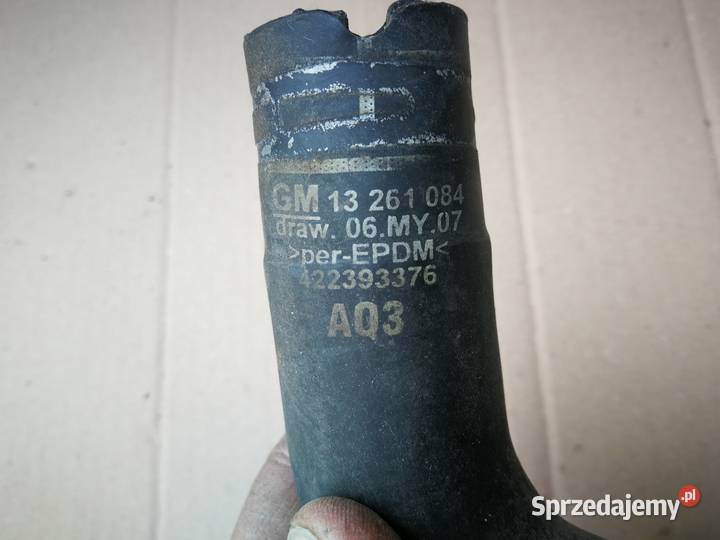 GM 13 261 084
draw. 06.MY.07
>per-EPDM<
422393376
AQ3
Sprzedajemy.pl